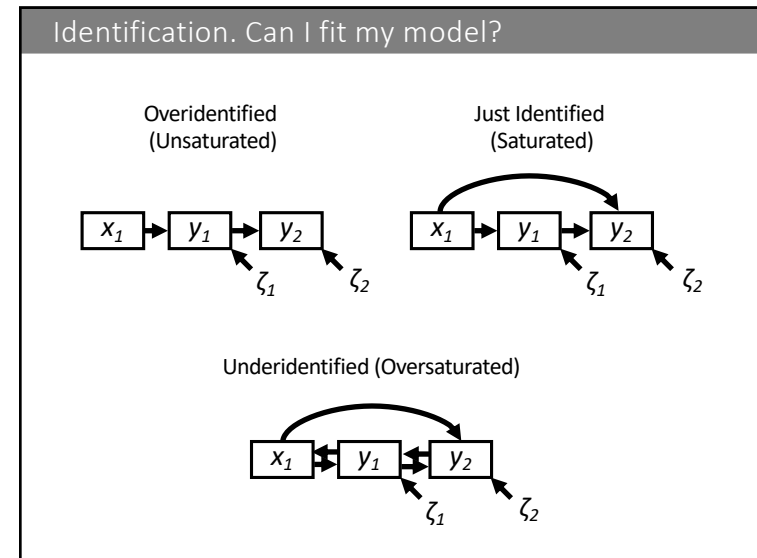 Identification. Can I fit my model?
Overidentified
(Unsaturated)
x₁ y₁ y₂
ζ₁ ζ₂
Just Identified
(Saturated)
x₁ y₁ y₂
ζ₁ ζ₂
Underidentified (Oversaturated)
x₁ y₁ y₂
ζ₁ ζ₂